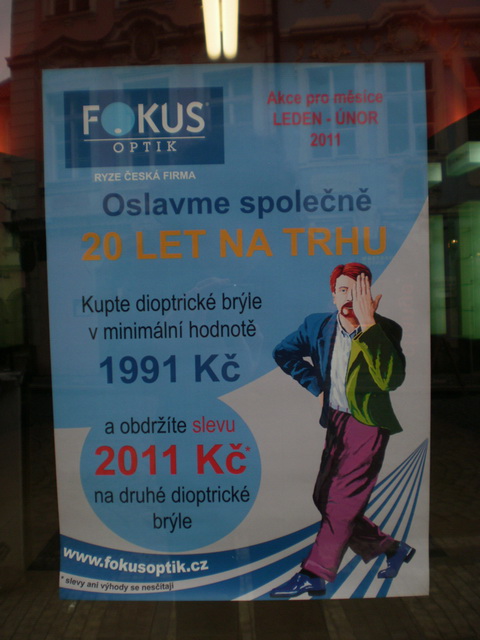 FOKUS
OPTIK
RYZE ČESKÁ FIRMA
Akce pro měsíce
LEDEN - ÚNOR
2011
Oslavme společně
20 LET NA TRHU
Kupte dioptrické brýle
v minimální hodnotě
1991 Kč
a obdržíte slevu
2011 Kč*
na druhé dioptrické
brýle
www.fokusoptik.cz
* slevy ani výhody se nesčítají